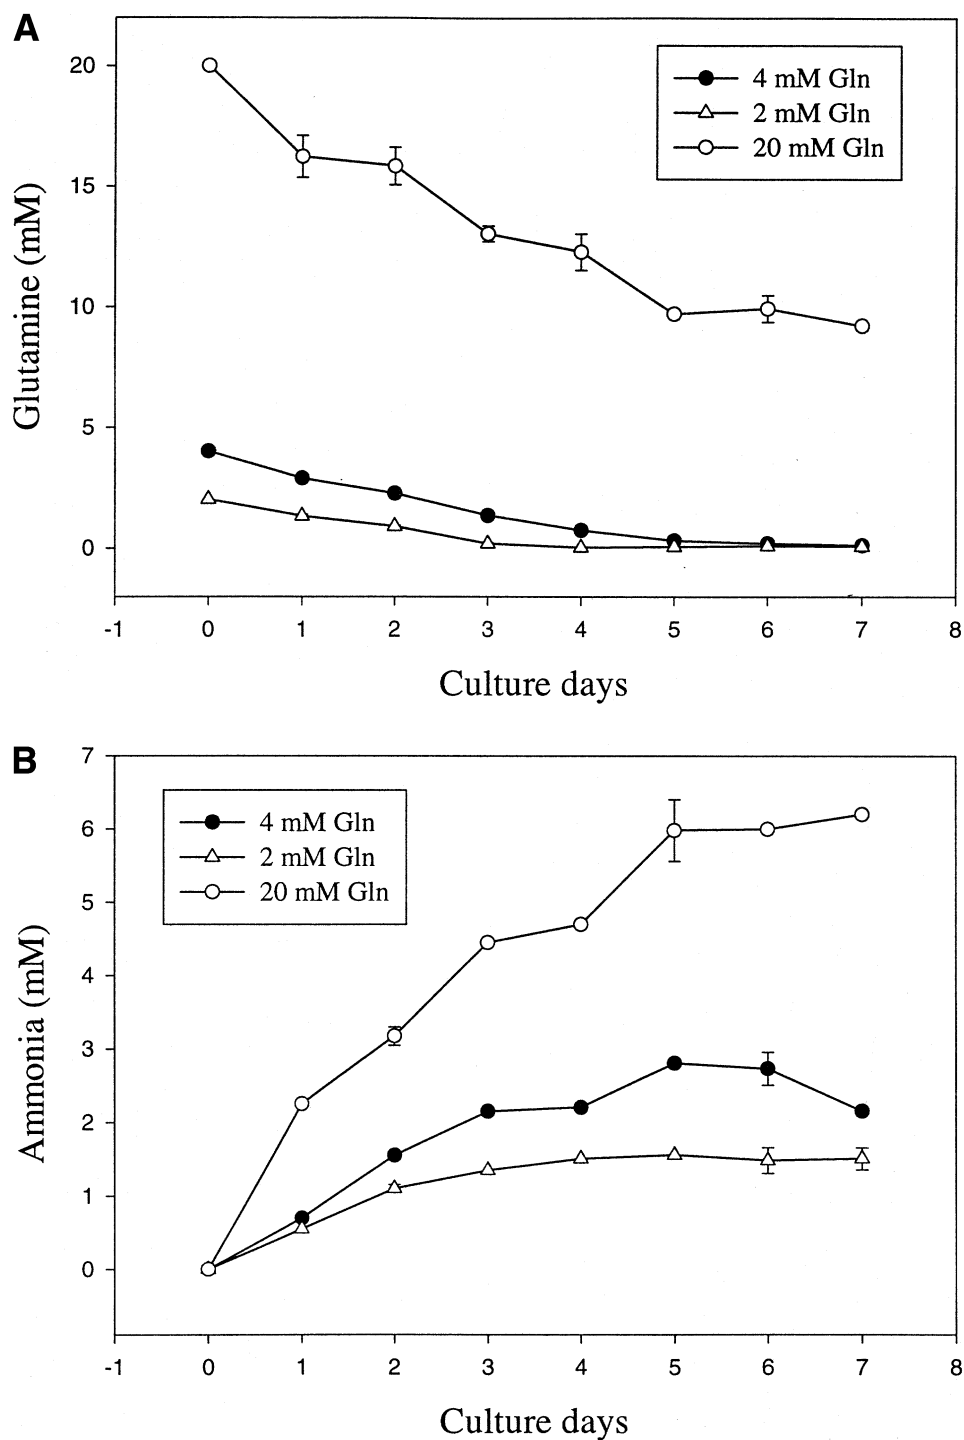 A
20
15
10
5
0
Glutamine (mM)
4 mM Gln
2 mM Gln
20 mM Gln
-1 0 1 2 3 4 5 6 7 8
Culture days
B
7
6
5
4
3
2
1
0
Ammonia (mM)
4 mM Gln
2 mM Gln
20 mM Gln
-1 0 1 2 3 4 5 6 7 8
Culture days